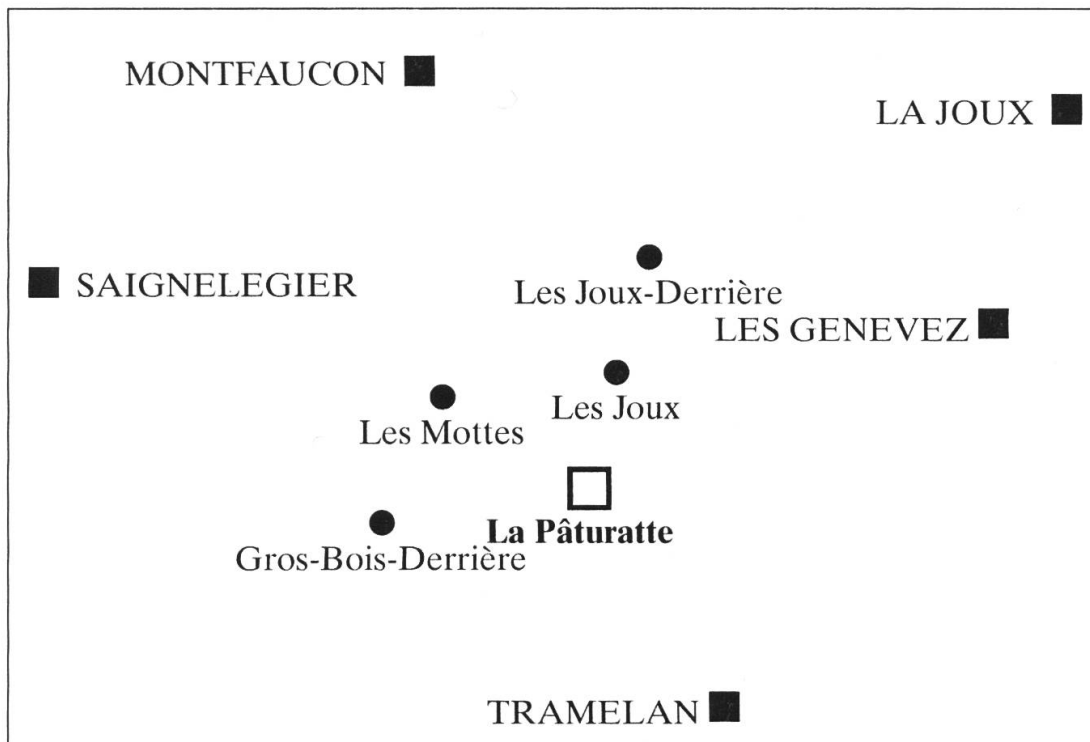 MONTFAUCON
LA JOUX
SAIGNELEGIER
Les Joux-Derrière
LES GENEVEZ
Les Joux
Les Mottes
La Pâturatte
Gros-Bois-Derrière
TRAMELAN